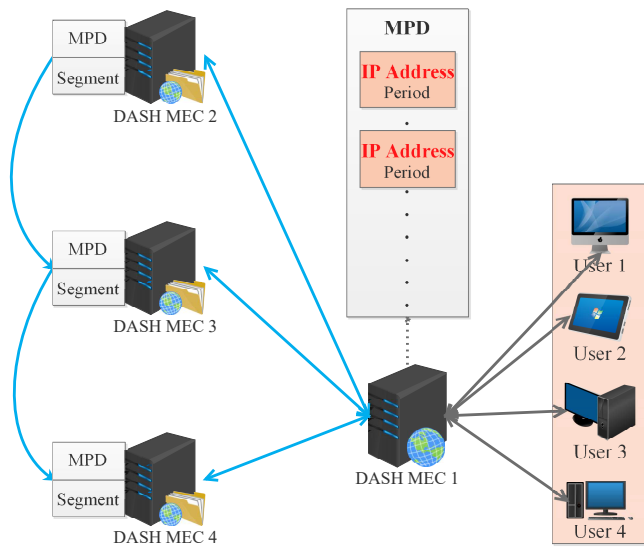 MPD
Segment
DASH MEC 2
MPD
Segment
DASH MEC 3
MPD
Segment
DASH MEC 4
MPD
IP Address
Period
IP Address
Period
DASH MEC 1
User 1
User 2
User 3
User 4